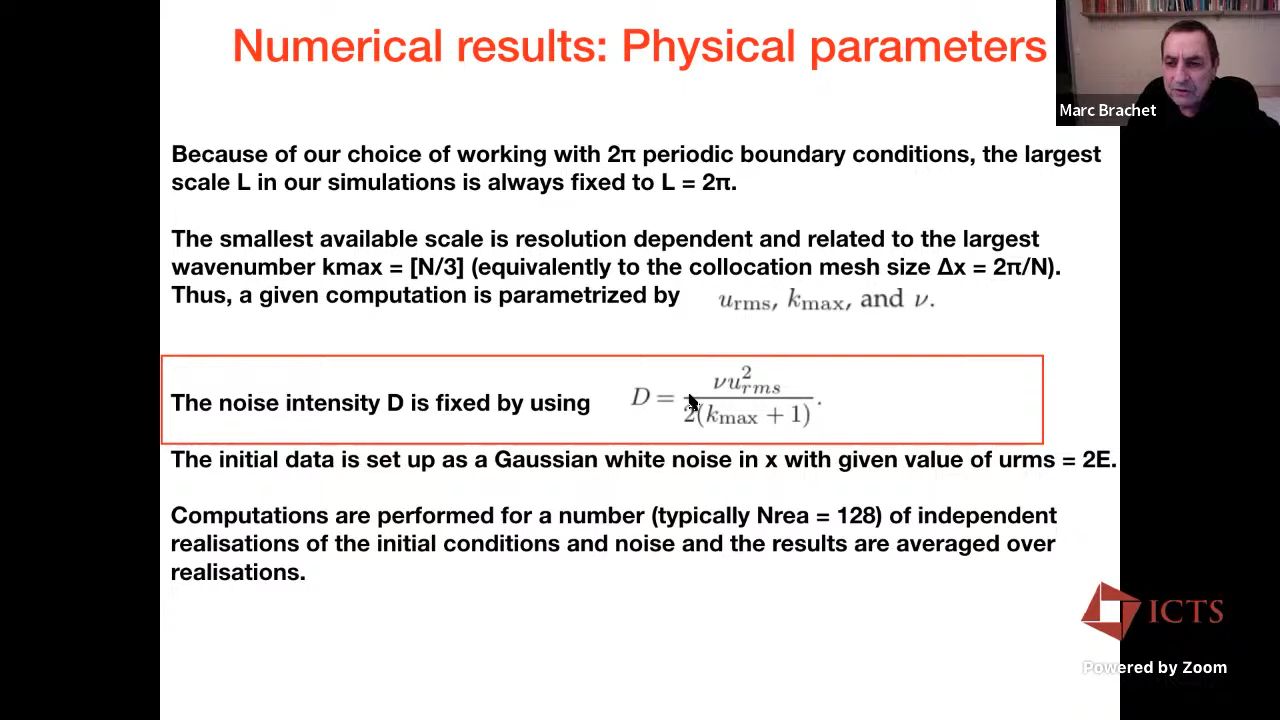 Numerical results: Physical parameters
Marc Brachet
Because of our choice of working with 2π periodic boundary conditions, the largest
scale L in our simulations is always fixed to L = 2π.
The smallest available scale is resolution dependent and related to the largest
wavenumber kmax = [N/3] (equivalently to the collocation mesh size Δx = 2π/N).
Thus, a given computation is parametrized by u_rms, k_max, and ν.
The noise intensity D is fixed by using D = νu²_rms / 2(k_max + 1).
The initial data is set up as a Gaussian white noise in x with given value of urms = 2E.
Computations are performed for a number (typically Nrea = 128) of independent
realisations of the initial conditions and noise and the results are averaged over
realisations.
ICTS
Powered by Zoom